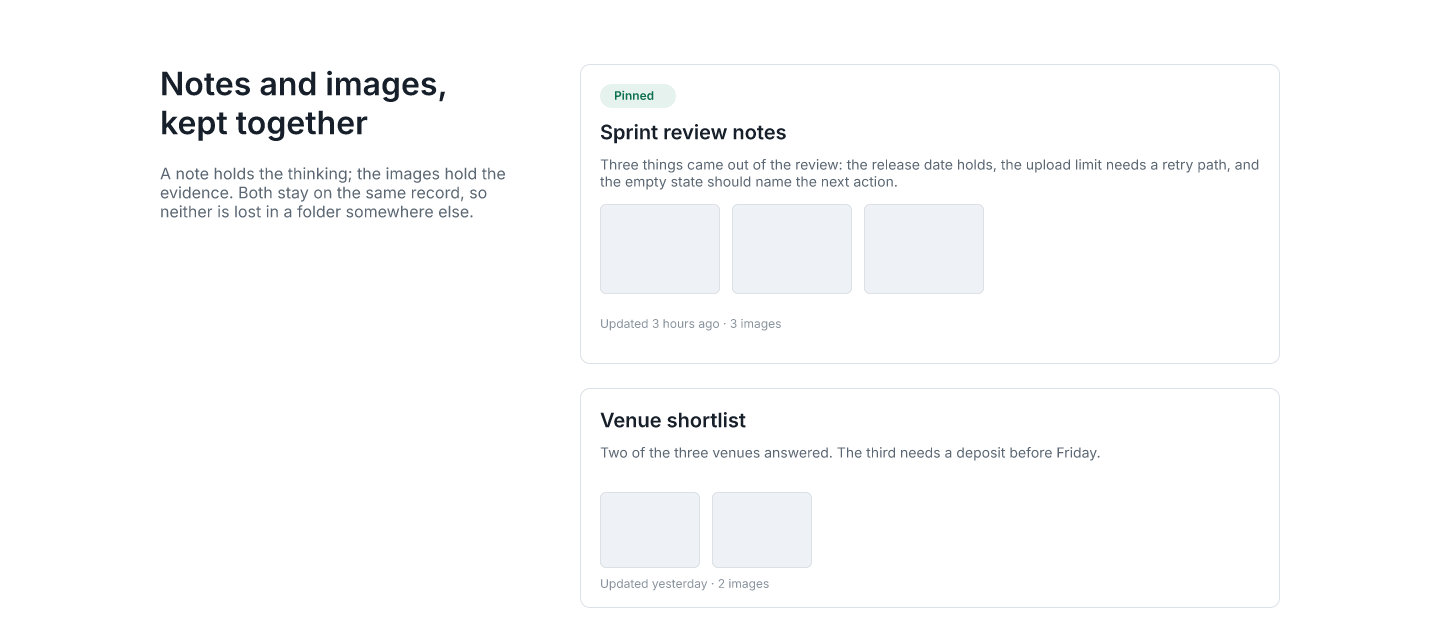 Notes and images,
kept together
A note holds the thinking; the images hold the
evidence. Both stay on the same record, so
neither is lost in a folder somewhere else.
Pinned
Sprint review notes
Three things came out of the review: the release date holds, the upload limit needs a retry path, and
the empty state should name the next action.
Updated 3 hours ago · 3 images
Venue shortlist
Two of the three venues answered. The third needs a deposit before Friday.
Updated yesterday · 2 images